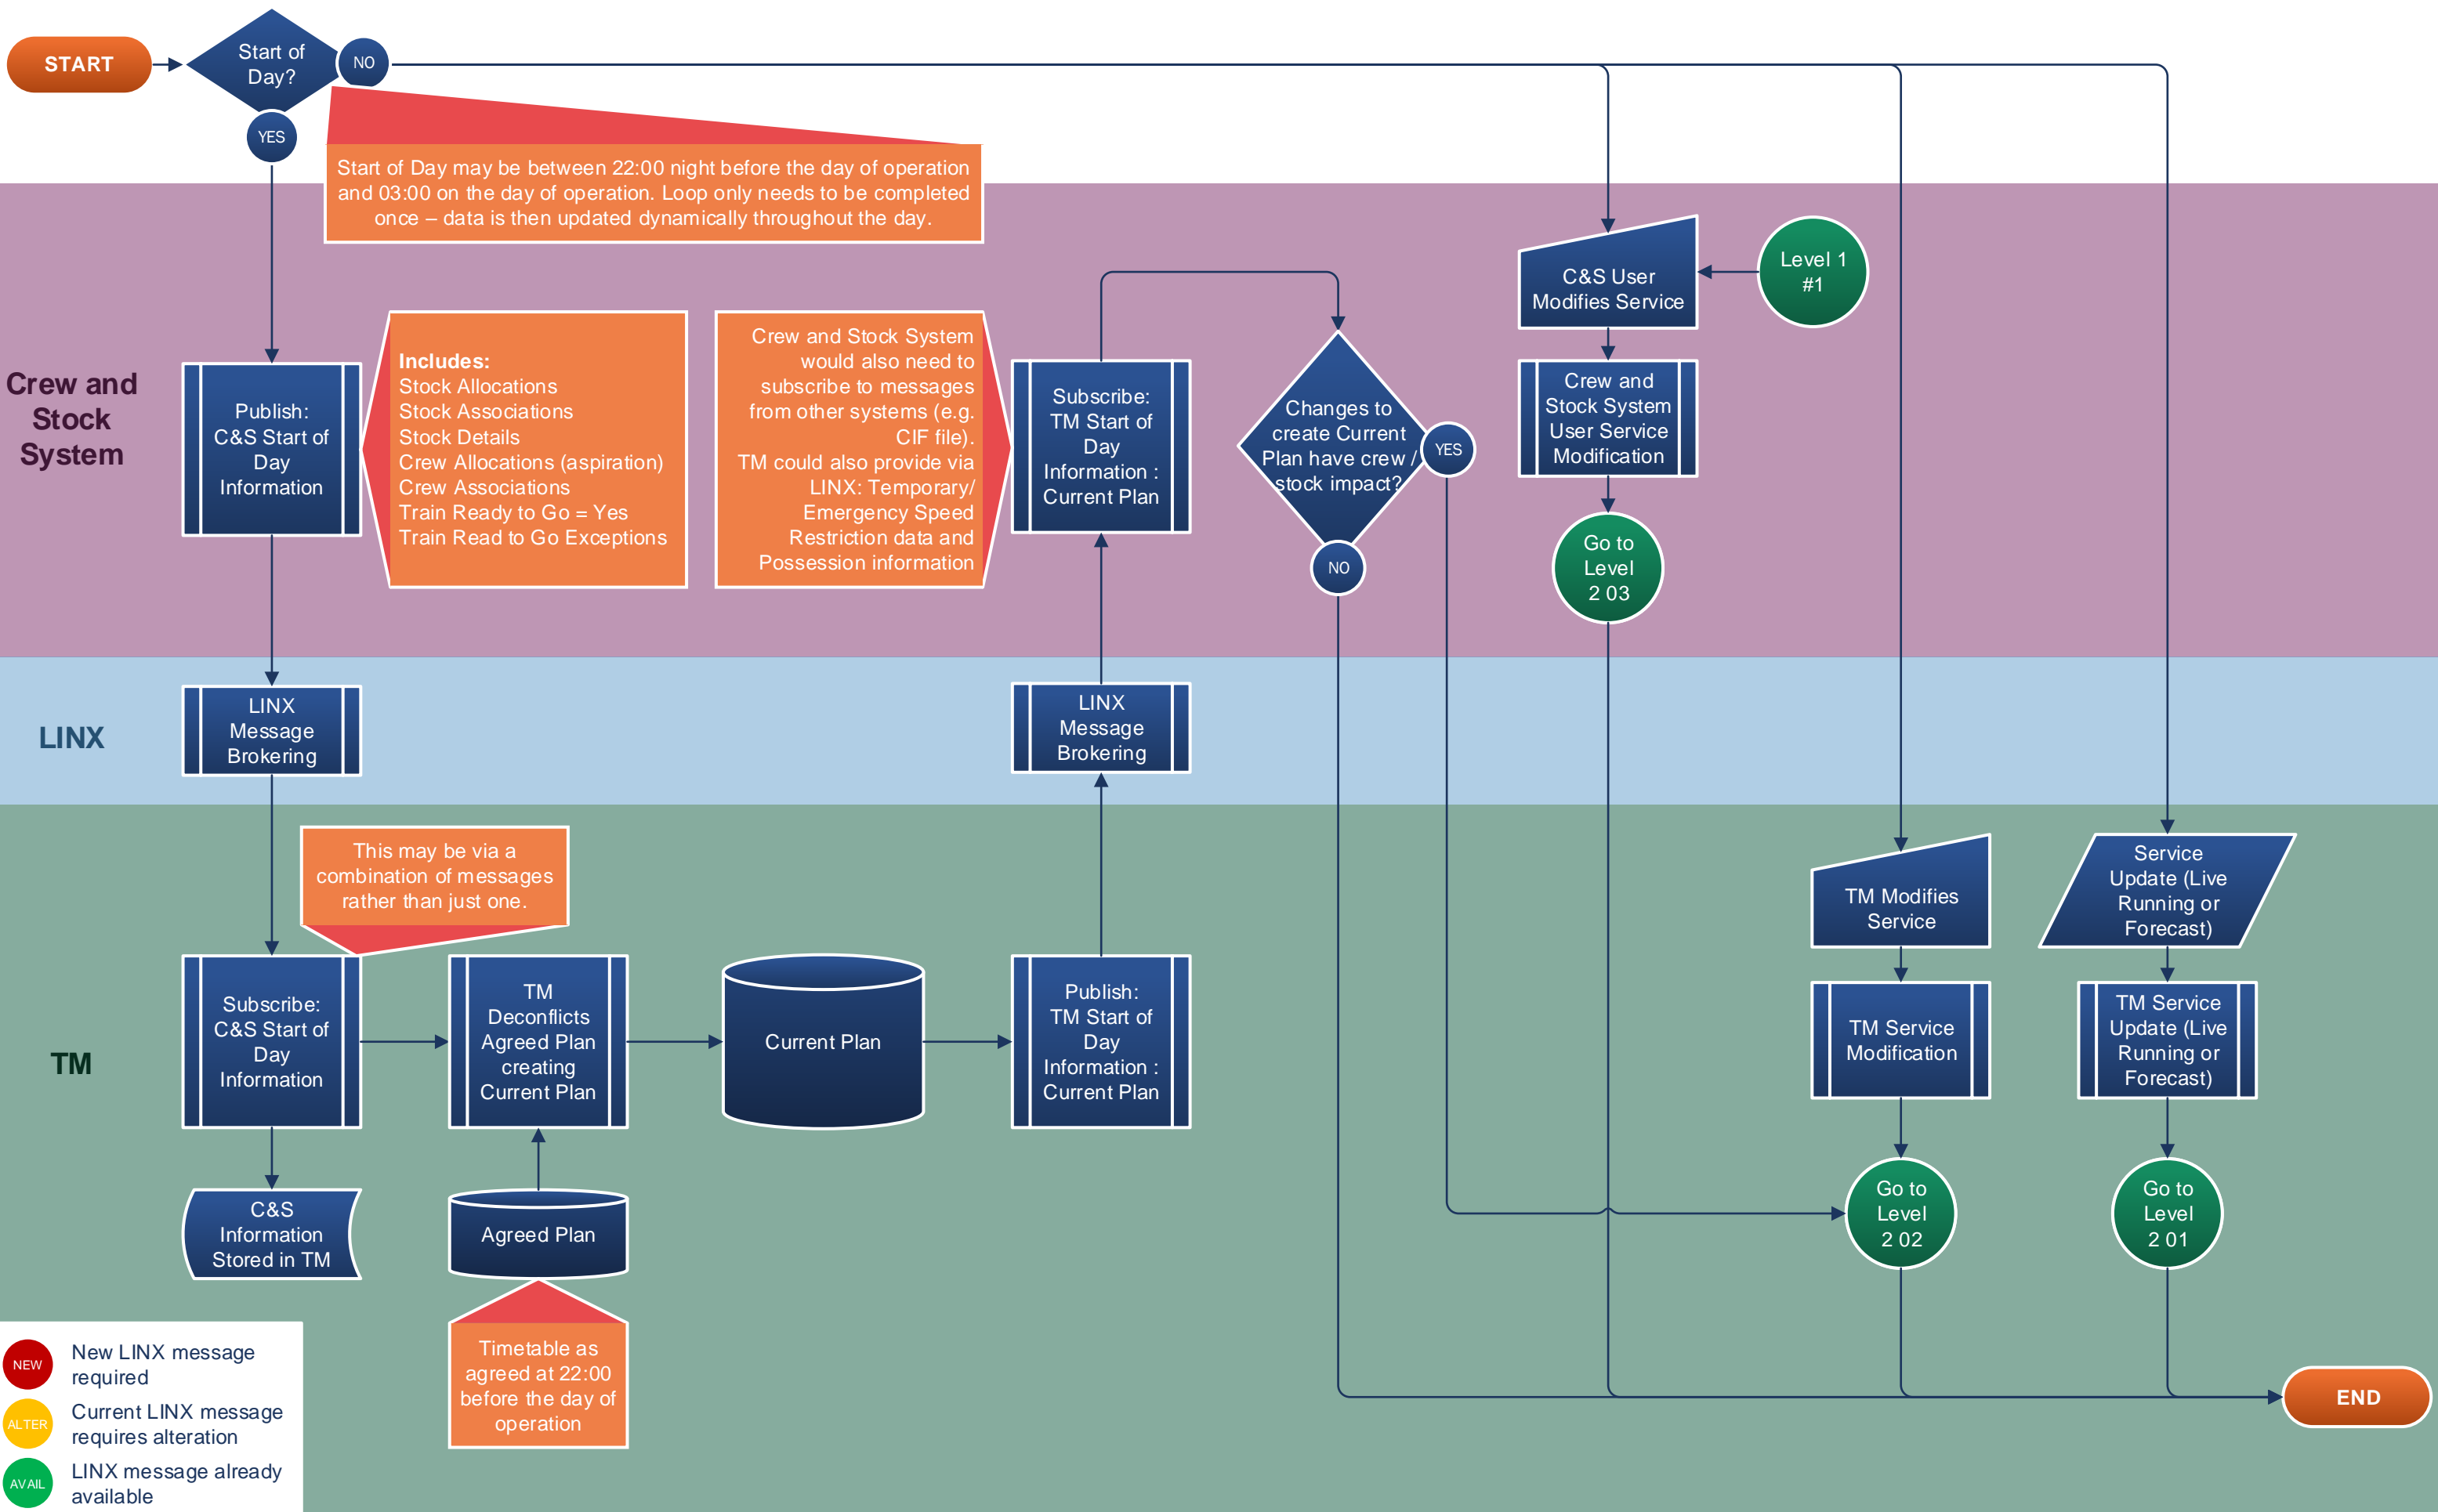 START
Start of
Day?
NO
YES
Start of Day may be between 22:00 night before the day of operation
and 03:00 on the day of operation. Loop only needs to be completed
once – data is then updated dynamically throughout the day.
Crew and
Stock
System
Publish:
C&S Start of
Day
Information
Includes:
Stock Allocations
Stock Associations
Stock Details
Crew Allocations (aspiration)
Crew Associations
Train Ready to Go = Yes
Train Read to Go Exceptions
Crew and Stock System
would also need to
subscribe to messages
from other systems (e.g.
CIF file).
TM could also provide via
LINX: Temporary/
Emergency Speed
Restriction data and
Possession information
Subscribe:
TM Start of
Day
Information :
Current Plan
Changes to
create Current
Plan have crew /
stock impact?
YES
NO
C&S User
Modifies Service
Level 1
#1
Crew and
Stock System
User Service
Modification
Go to
Level
2 03
LINX
LINX
Message
Brokering
LINX
Message
Brokering
TM
This may be via a
combination of messages
rather than just one.
Subscribe:
C&S Start of
Day
Information
TM
Deconflicts
Agreed Plan
creating
Current Plan
Current Plan
Publish:
TM Start of
Day
Information :
Current Plan
TM Modifies
Service
Service
Update (Live
Running or
Forecast)
TM Service
Modification
TM Service
Update (Live
Running or
Forecast)
C&S
Information
Stored in TM
Agreed Plan
Go to
Level
2 02
Go to
Level
2 01
Timetable as
agreed at 22:00
before the day of
operation
END
NEW
New LINX message
required
ALTER
Current LINX message
requires alteration
AVAIL
LINX message already
available